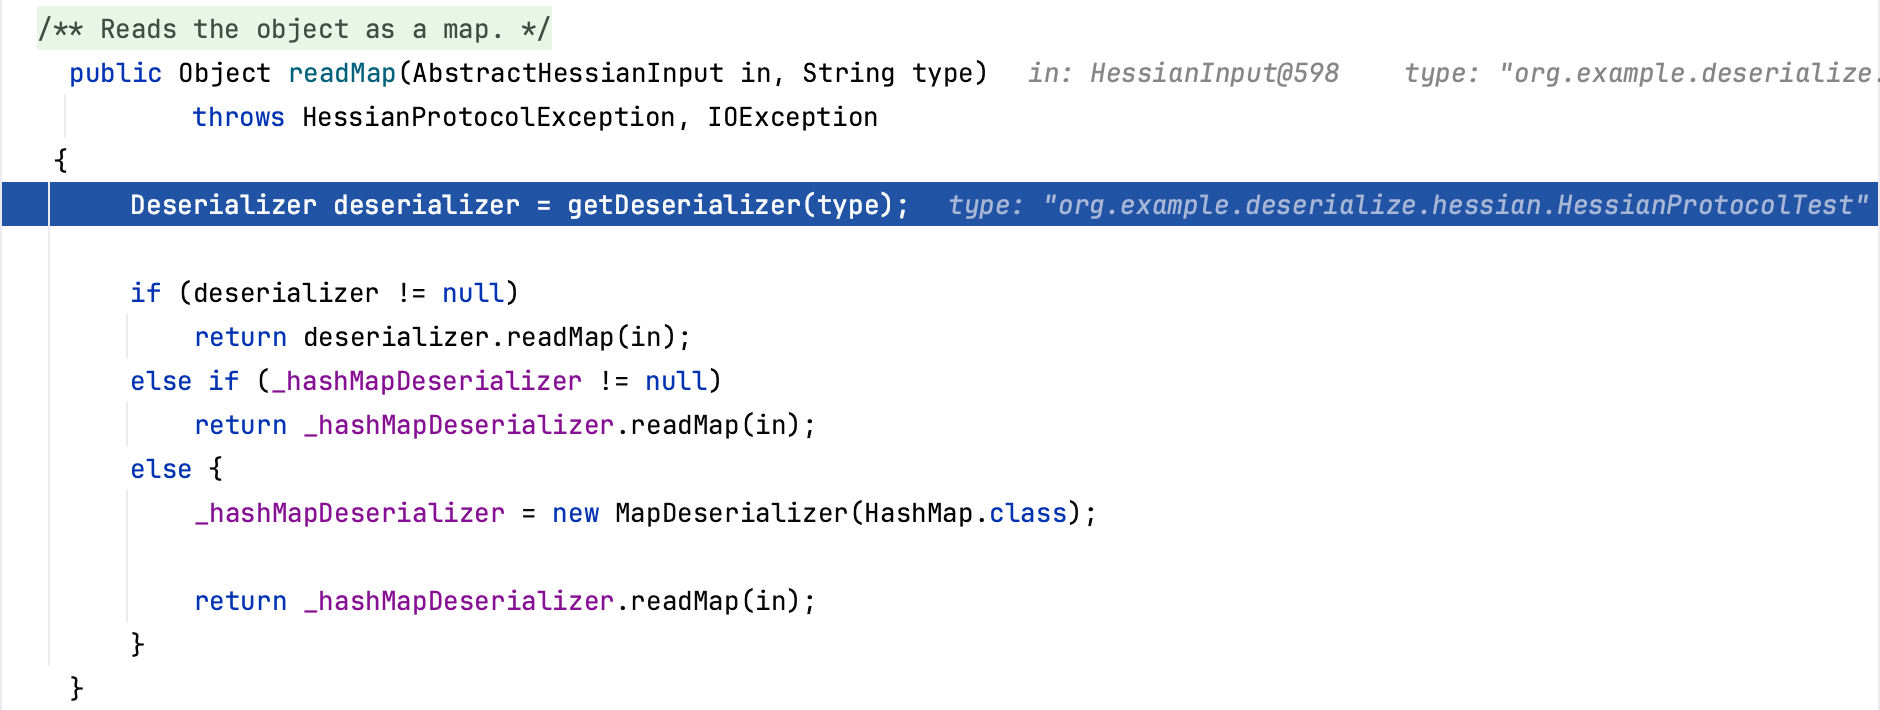 /** Reads the object as a map. */
public Object readMap(AbstractHessianInput in, String type) in: HessianInput@598 type: "org.example.deserialize.
throws HessianProtocolException, IOException
{
Deserializer deserializer = getDeserializer(type); type: "org.example.deserialize.hessian.HessianProtocolTest"
if (deserializer != null)
return deserializer.readMap(in);
else if (_hashMapDeserializer != null)
return _hashMapDeserializer.readMap(in);
else {
_hashMapDeserializer = new MapDeserializer(HashMap.class);
return _hashMapDeserializer.readMap(in);
}
}